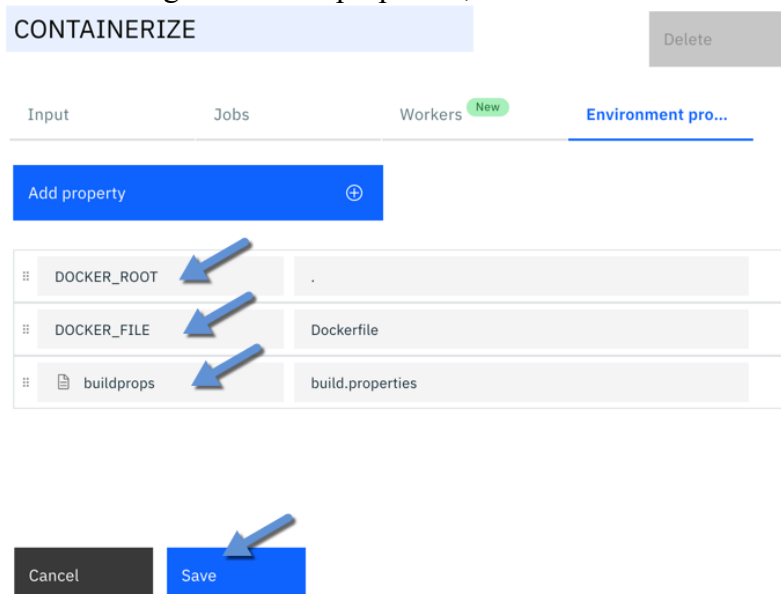 CONTAINERIZE
Delete
Input Jobs Workers New Environment pro...
Add property
DOCKER_ROOT .
DOCKER_FILE Dockerfile
buildprops build.properties
Cancel Save